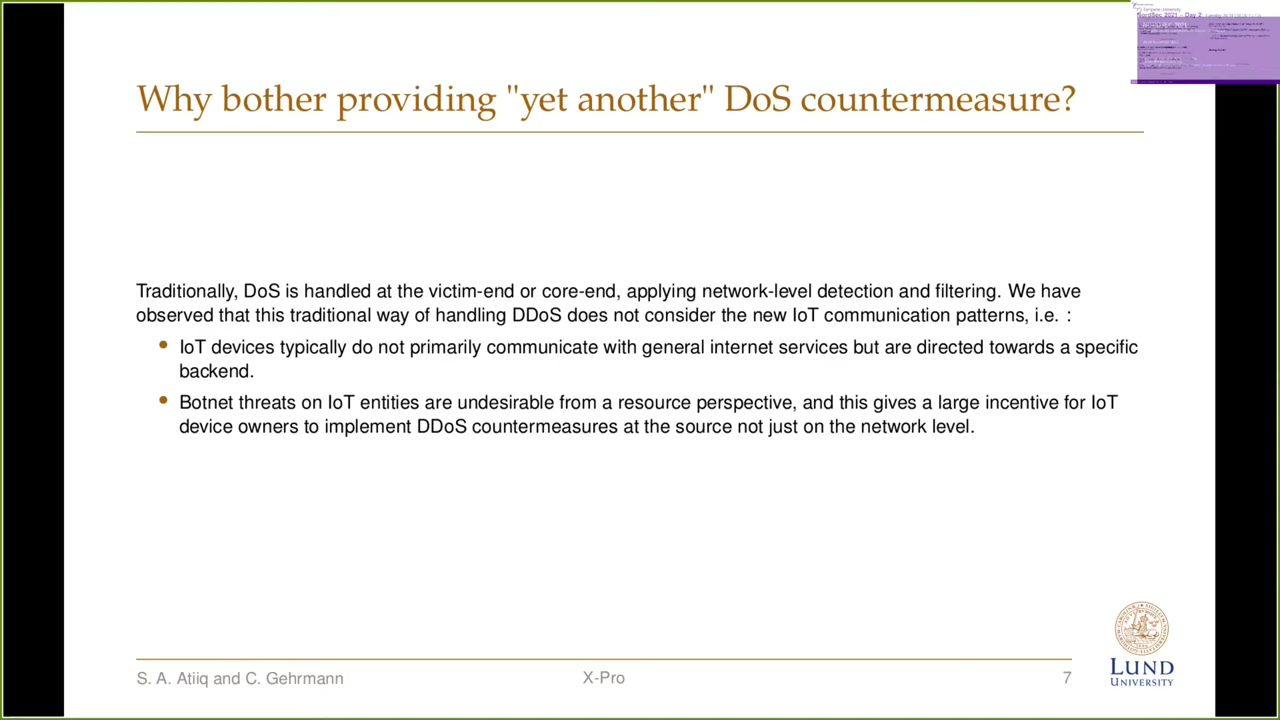 NordSec 2021 - Day 2
Why bother providing "yet another" DoS countermeasure?
Traditionally, DoS is handled at the victim-end or core-end, applying network-level detection and filtering. We have
observed that this traditional way of handling DDoS does not consider the new IoT communication patterns, i.e. :
• IoT devices typically do not primarily communicate with general internet services but are directed towards a specific
backend.
• Botnet threats on IoT entities are undesirable from a resource perspective, and this gives a large incentive for IoT
device owners to implement DDoS countermeasures at the source not just on the network level.
S. A. Atiiq and C. Gehrmann
X-Pro
7
LUND
UNIVERSITY